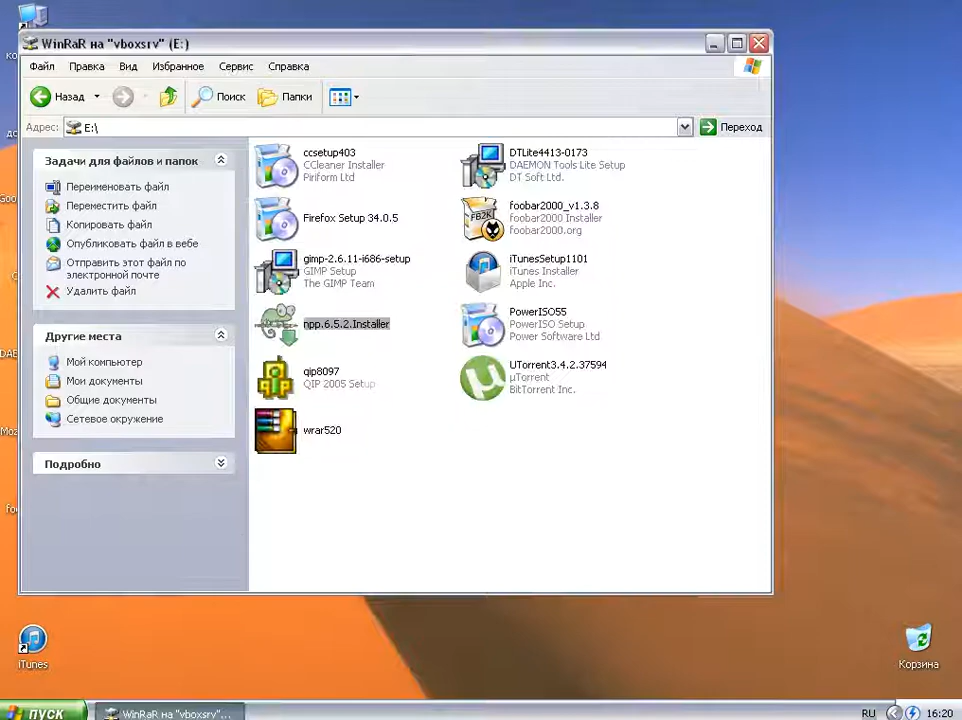 WinRaR на "vboxsrv" (E:)
Файл Правка Вид Избранное Сервис Справка
Назад Поиск Папки
Адрес: E:\ Переход
Задачи для файлов и папок
Переименовать файл
Переместить файл
Копировать файл
Опубликовать файл в вебе
Отправить этот файл по
электронной почте
Удалить файл
Другие места
Мой компьютер
Мои документы
Общие документы
Сетевое окружение
Подробно
ccsetup403
CCleaner Installer
Piriform Ltd
DTLite4413-0173
DAEMON Tools Lite Setup
DT Soft Ltd.
Firefox Setup 34.0.5
foobar2000_v1.3.8
foobar2000 Installer
foobar2000.org
FB2K
gimp-2.6.11-i686-setup
GIMP Setup
The GIMP Team
iTunesSetup1101
iTunes Installer
Apple Inc.
npp.6.5.2.Installer
PowerISO55
PowerISO Setup
Power Software Ltd
qip8097
QIP 2005 Setup
UTorrent3.4.2.37594
µTorrent
BitTorrent Inc.
wrar520
iTunes
Корзина
пуск
WinRaR на "vboxsrv"...
RU 16:20